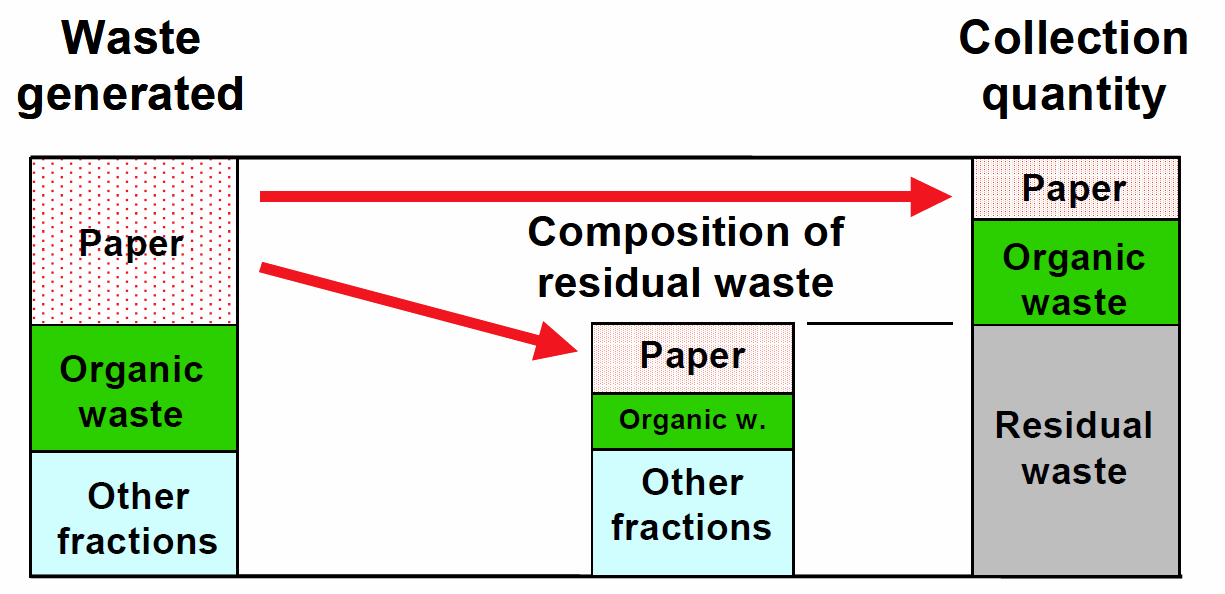 Waste
generated
Collection
quantity
Paper
Organic
waste
Other
fractions
Composition of
residual waste
Paper
Organic w.
Other
fractions
Paper
Organic
waste
Residual
waste